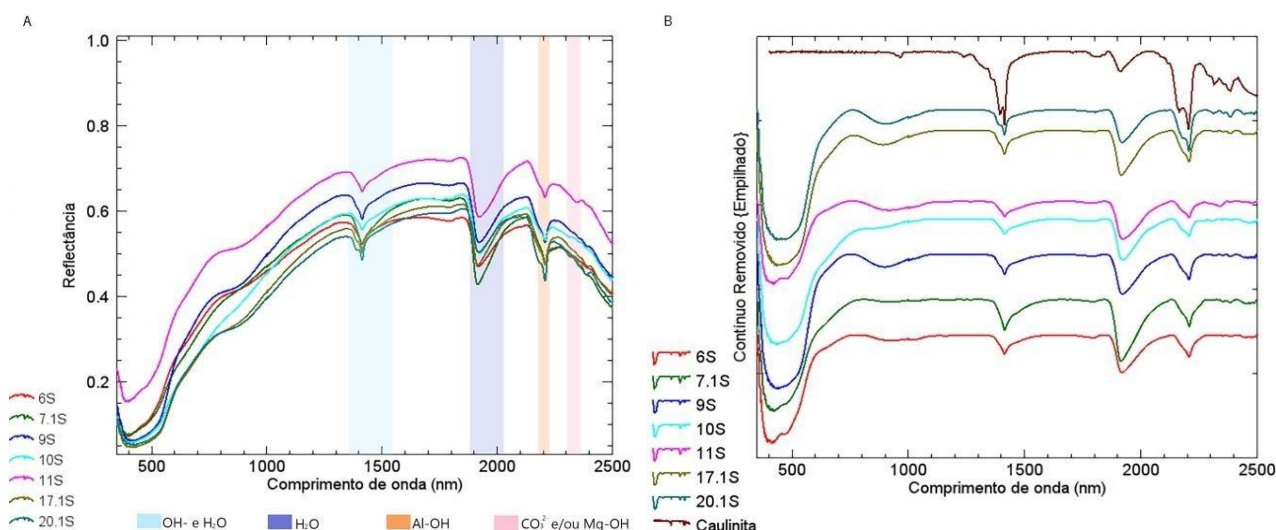 A
1.0
0.8
0.6
0.4
0.2
Reflectância
500 1000 1500 2000 2500
Comprimento de onda (nm)
6S
7.1S
9S
10S
11S
17.1S
20.1S
OH- e H₂O
H₂O
Al-OH
CO₃² e/ou Mg-OH
B
Continuo Removido {Empilhado}
500 1000 1500 2000 2500
Comprimento de onda (nm)
6S
7.1S
9S
10S
11S
17.1S
20.1S
Caulinita